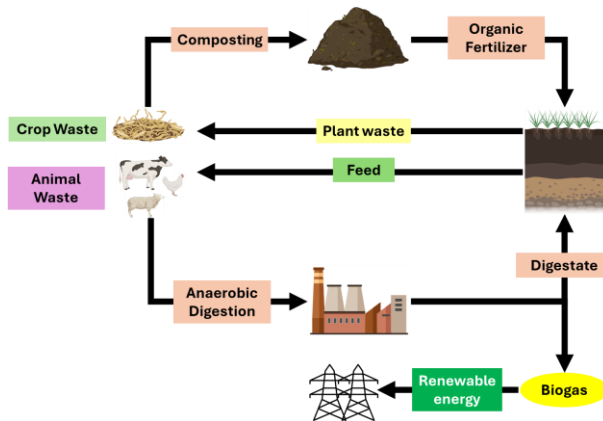 Composting
Organic
Fertilizer
Crop Waste
Plant waste
Animal
Waste
Feed
Digestate
Anaerobic
Digestion
Renewable
energy
Biogas